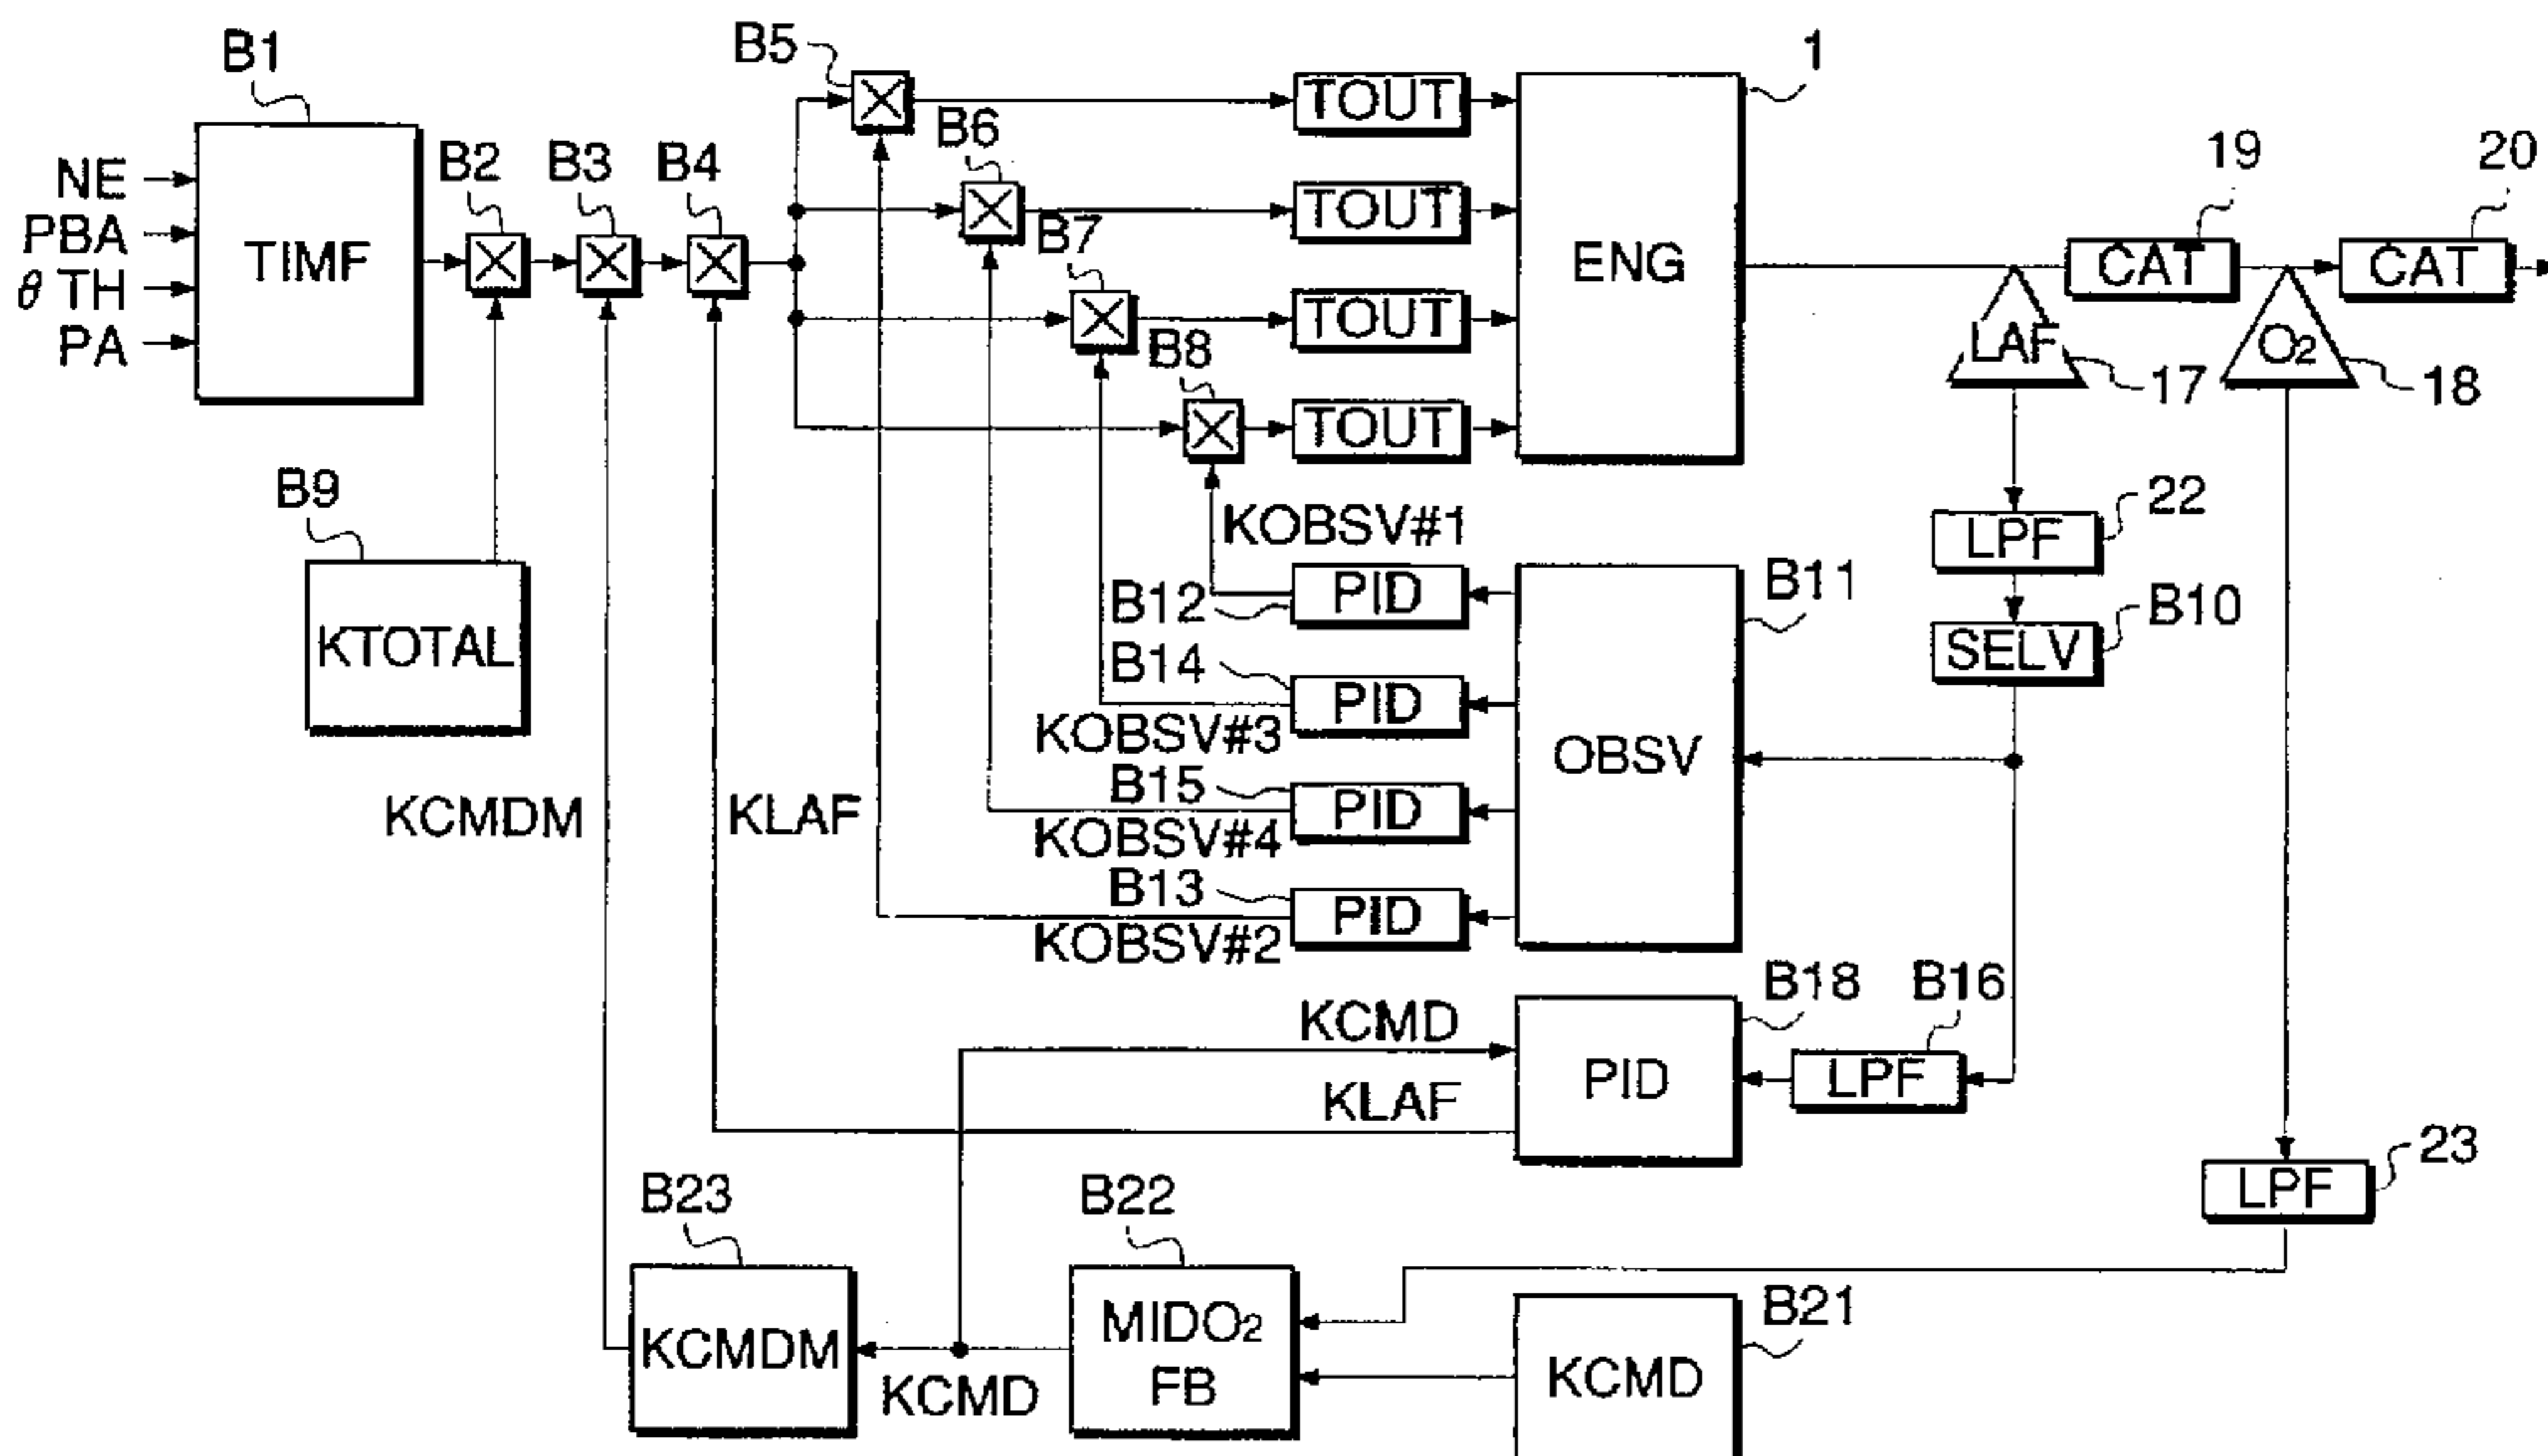 B1
B5
1
B6
B2
B3
B4
B7
B8
19
20
NE
PBA
θTH
PA
TIMF
TOUT
TOUT
TOUT
TOUT
ENG
CAT
CAT
LAF
O2
17
18
B9
KTOTAL
KOBSV#1
22
LPF
B10
SELV
B12
PID
B11
B14
PID
KOBSV#3
OBSV
B15
PID
KOBSV#4
B13
PID
KOBSV#2
KCMDM
KLAF
KCMD
KLAF
B18
PID
B16
LPF
23
LPF
B23
KCMDM
KCMD
B22
MIDO2
FB
B21
KCMD